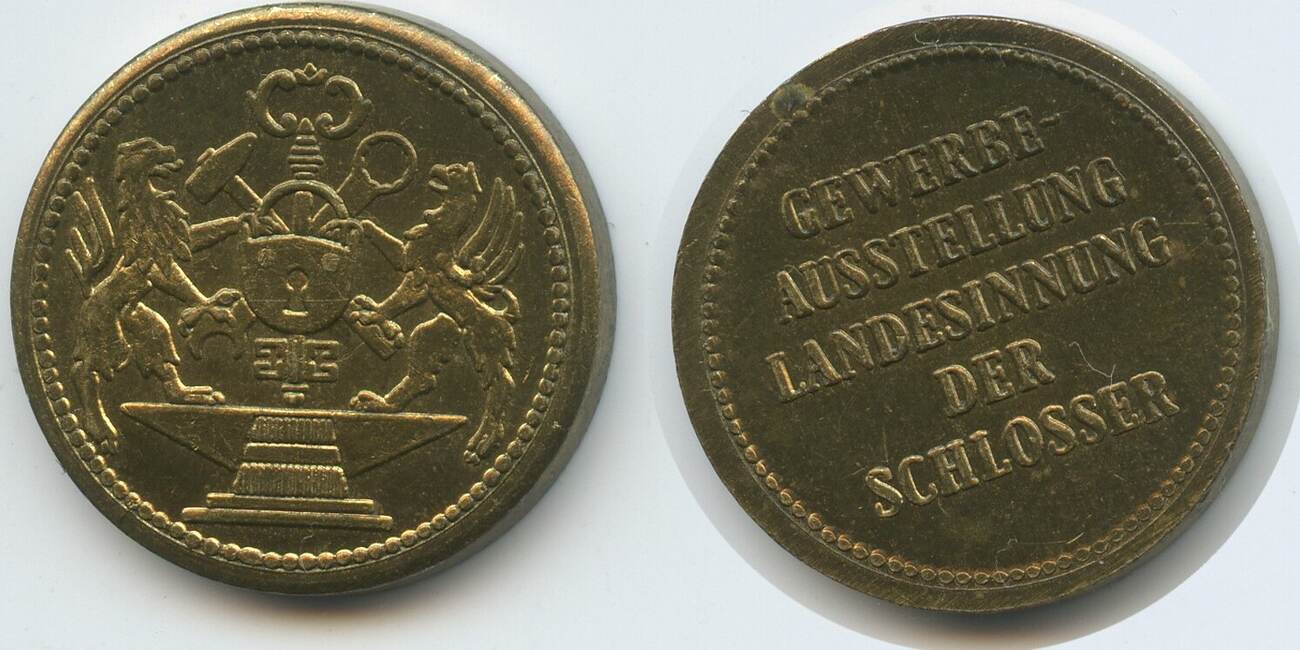 GEWERBE-
AUSSTELLUNG
LANDESINNUNG
DER
SCHLOSSER